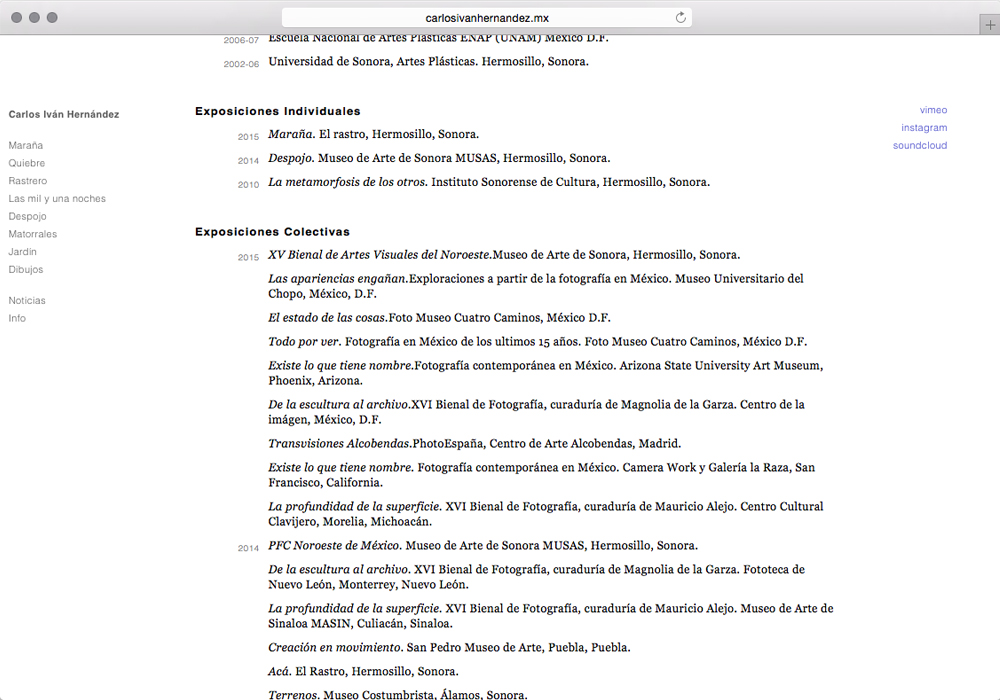 carlosivanhernandez.mx
2006-07 Escuela Nacional de Artes Plásticas ENAP (UNAM) México D.F.
2002-06 Universidad de Sonora, Artes Plásticas. Hermosillo, Sonora.
Carlos Iván Hernández
Maraña
Quiebre
Rastrero
Las mil y una noches
Despojo
Matorrales
Jardín
Dibujos
Noticias
Info
Exposiciones Individuales
2015 Maraña. El rastro, Hermosillo, Sonora.
2014 Despojo. Museo de Arte de Sonora MUSAS, Hermosillo, Sonora.
2010 La metamorfosis de los otros. Instituto Sonorense de Cultura, Hermosillo, Sonora.
Exposiciones Colectivas
2015 XV Bienal de Artes Visuales del Noroeste.Museo de Arte de Sonora, Hermosillo, Sonora.
Las apariencias engañan.Exploraciones a partir de la fotografía en México. Museo Universitario del
Chopo, México, D.F.
El estado de las cosas.Foto Museo Cuatro Caminos, México D.F.
Todo por ver. Fotografía en México de los ultimos 15 años. Foto Museo Cuatro Caminos, México D.F.
Existe lo que tiene nombre.Fotografía contemporánea en México. Arizona State University Art Museum,
Phoenix, Arizona.
De la escultura al archivo.XVI Bienal de Fotografía, curaduría de Magnolia de la Garza. Centro de la
imágen, México, D.F.
Transvisiones Alcobendas.PhotoEspaña, Centro de Arte Alcobendas, Madrid.
Existe lo que tiene nombre. Fotografía contemporánea en México. Camera Work y Galería la Raza, San
Francisco, California.
La profundidad de la superficie. XVI Bienal de Fotografía, curaduría de Mauricio Alejo. Centro Cultural
Clavijero, Morelia, Michoacán.
2014 PFC Noroeste de México. Museo de Arte de Sonora MUSAS, Hermosillo, Sonora.
De la escultura al archivo. XVI Bienal de Fotografía, curaduría de Magnolia de la Garza. Fototeca de
Nuevo León, Monterrey, Nuevo León.
La profundidad de la superficie. XVI Bienal de Fotografía, curaduría de Mauricio Alejo. Museo de Arte de
Sinaloa MASIN, Culiacán, Sinaloa.
Creación en movimiento. San Pedro Museo de Arte, Puebla, Puebla.
Acá. El Rastro, Hermosillo, Sonora.
Terrenos. Museo Costumbrista, Álamos, Sonora.
vimeo
instagram
soundcloud